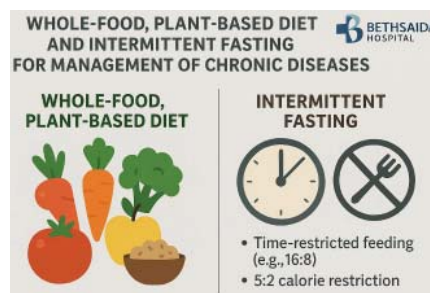 WHOLE-FOOD, PLANT-BASED DIET
AND INTERMITTENT FASTING
FOR MANAGEMENT OF CHRONIC DISEASES
BETHSAIDA
HOSPITAL
WHOLE-FOOD,
PLANT-BASED DIET
INTERMITTENT
FASTING
• Time-restricted feeding
(e.g.,16:8)
• 5:2 calorie restriction